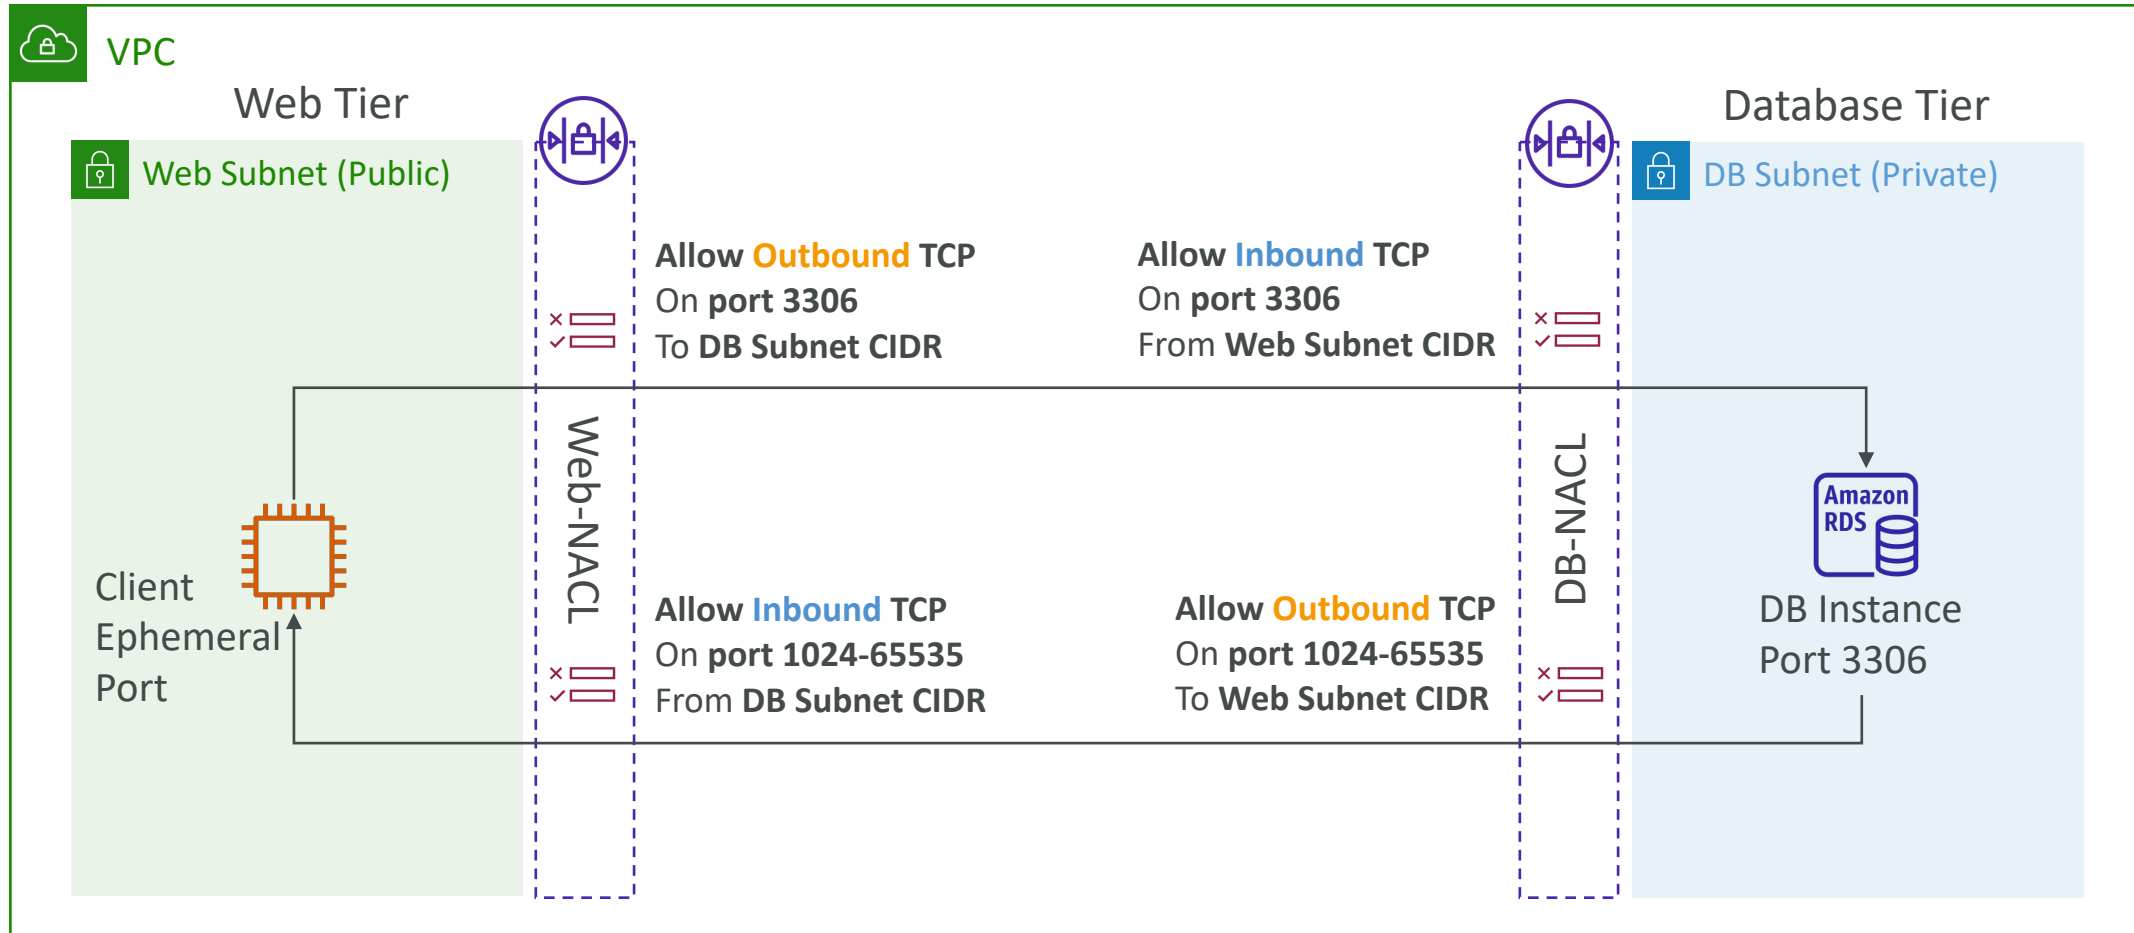 VPC
Web Tier
Database Tier
Web Subnet (Public)
DB Subnet (Private)
Allow Outbound TCP
On port 3306
To DB Subnet CIDR
Allow Inbound TCP
On port 3306
From Web Subnet CIDR
Web-NACL
DB-NACL
Amazon
RDS
Client
Ephemeral
Port
Allow Inbound TCP
On port 1024-65535
From DB Subnet CIDR
Allow Outbound TCP
On port 1024-65535
To Web Subnet CIDR
DB Instance
Port 3306